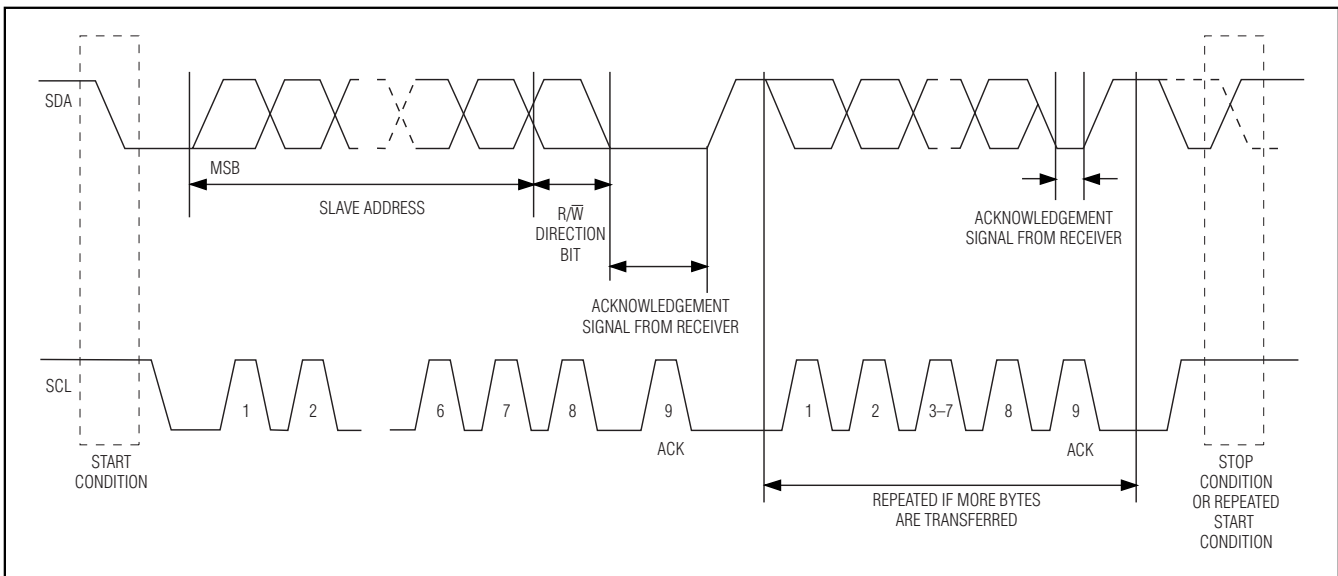 SDA
MSB
SLAVE ADDRESS
R/W̅
DIRECTION
BIT
ACKNOWLEDGEMENT
SIGNAL FROM RECEIVER
ACKNOWLEDGEMENT
SIGNAL FROM RECEIVER
SCL
1
2
6
7
8
9
1
2
3–7
8
9
ACK
ACK
START
CONDITION
REPEATED IF MORE BYTES
ARE TRANSFERRED
STOP
CONDITION
OR REPEATED
START
CONDITION